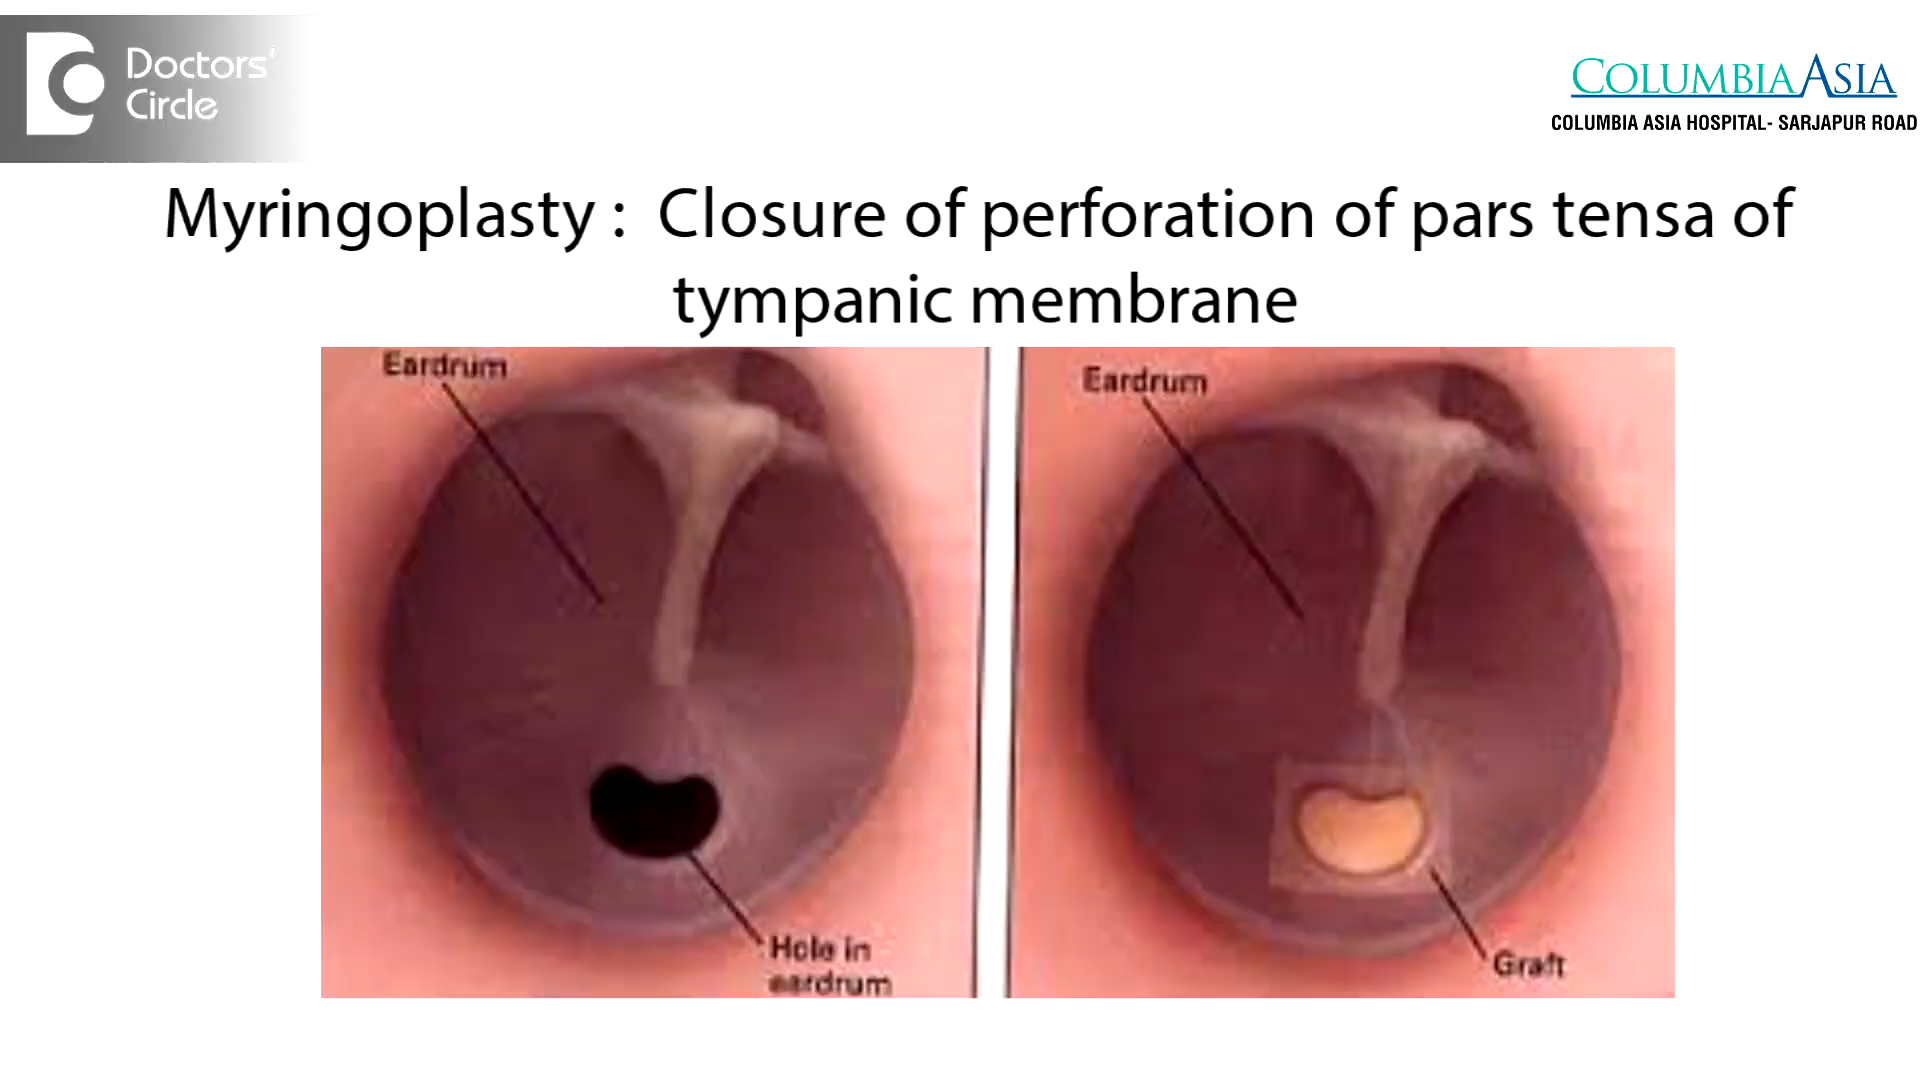 Doctors'
Circle
COLUMBIA ASIA
COLUMBIA ASIA HOSPITAL- SARJAPUR ROAD
Myringoplasty : Closure of perforation of pars tensa of
tympanic membrane
Eardrum
Eardrum
Hole in
eardrum
Graft